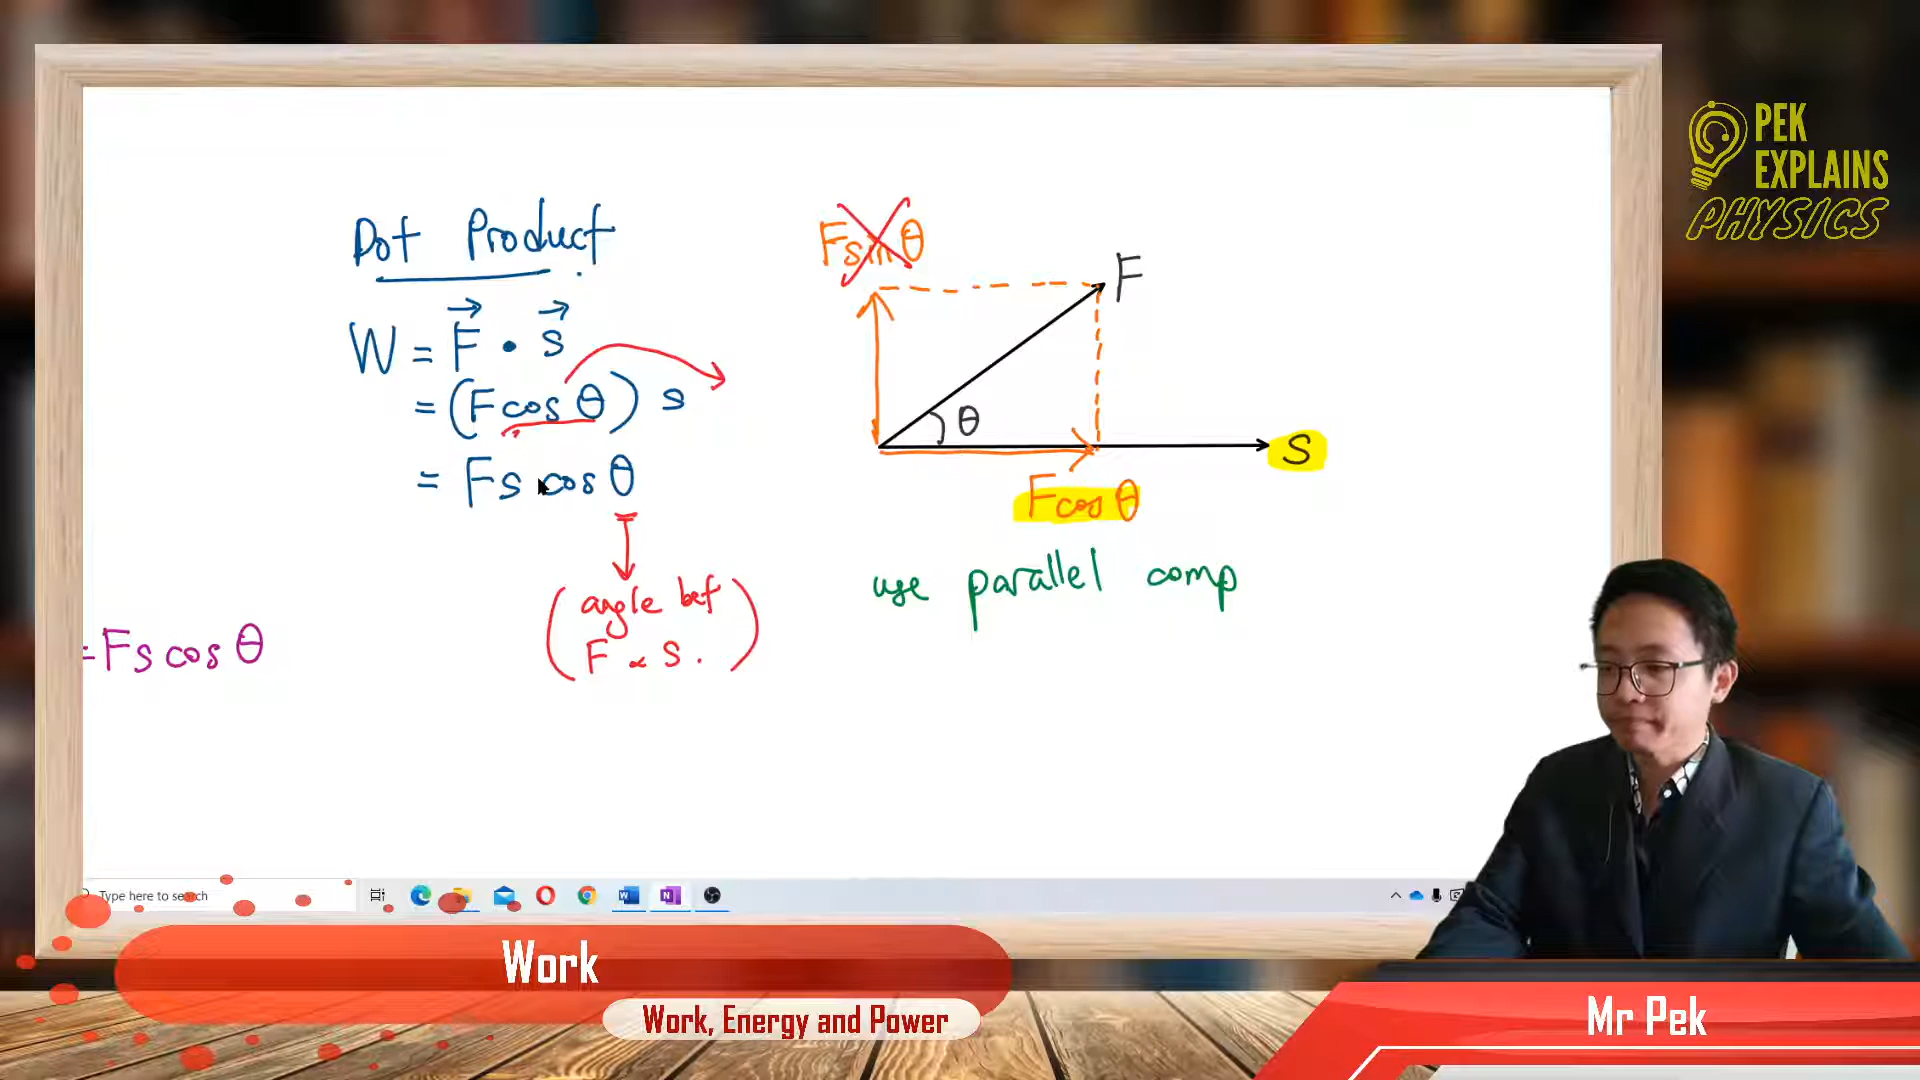 PEK
EXPLAINS
PHYSICS
Dot Product
W = F • s
= (F cos θ) s
= Fs cos θ
(angle bet
F & S.)
= Fs cos θ
F sin θ
F
θ
S
F cos θ
use parallel comp
Type here to search
Work
Work, Energy and Power
Mr Pek